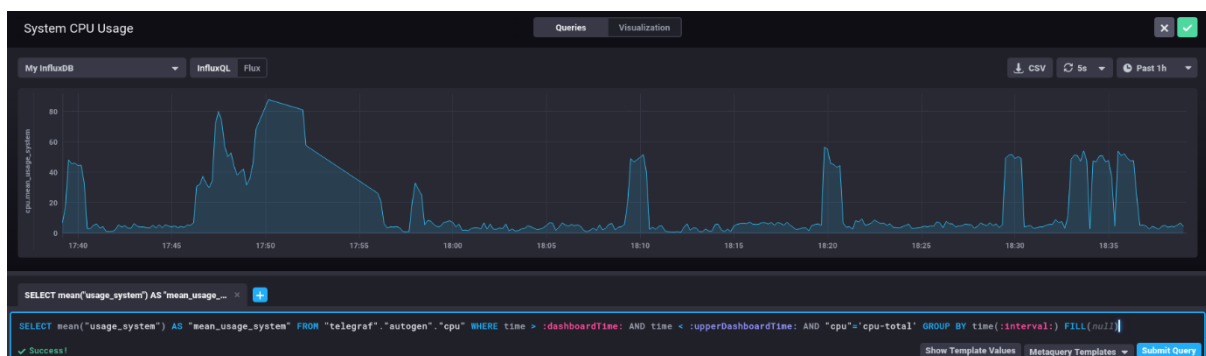 System CPU Usage
Queries Visualization
My InfluxDB InfluxQL Flux
CSV 5s Past 1h
80
60
40
20
0
cpu.mean_usage_system
17:40 17:45 17:50 17:55 18:00 18:05 18:10 18:15 18:20 18:25 18:30 18:35
SELECT mean("usage_system") AS "mean_usage_...
SELECT mean("usage_system") AS "mean_usage_system" FROM "telegraf"."autogen"."cpu" WHERE time > :dashboardTime: AND time < :upperDashboardTime: AND "cpu"='cpu-total' GROUP BY time(:interval:) FILL(null)
Success! Show Template Values Metaquery Templates Submit Query